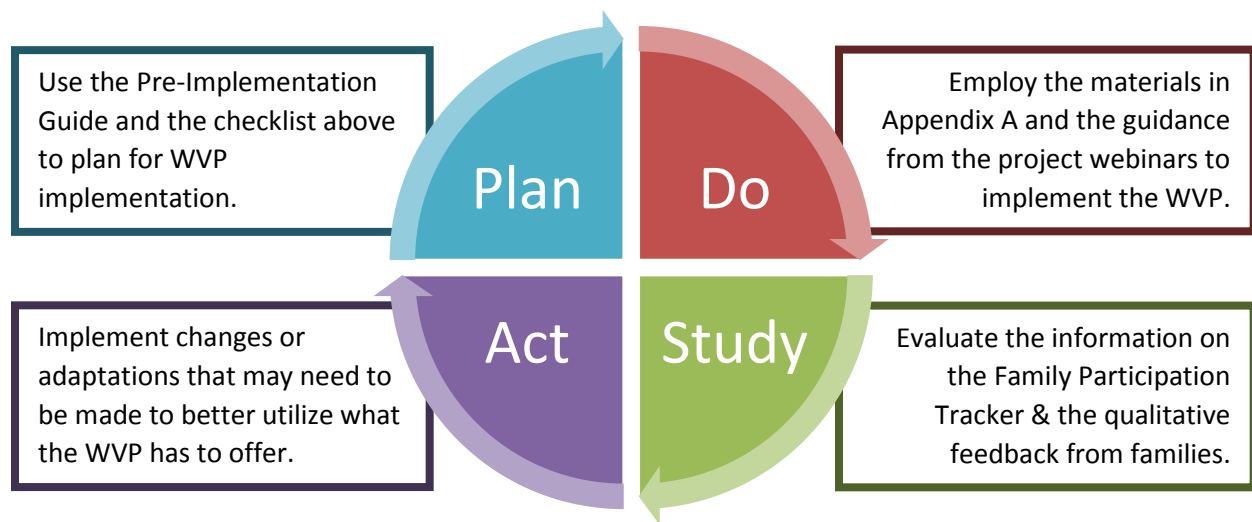 Use the Pre-Implementation
Guide and the checklist above
to plan for WVP
implementation.
Plan
Do
Employ the materials in
Appendix A and the guidance
from the project webinars to
implement the WVP.
Implement changes or
adaptations that may need to
be made to better utilize what
the WVP has to offer.
Act
Study
Evaluate the information on
the Family Participation
Tracker & the qualitative
feedback from families.